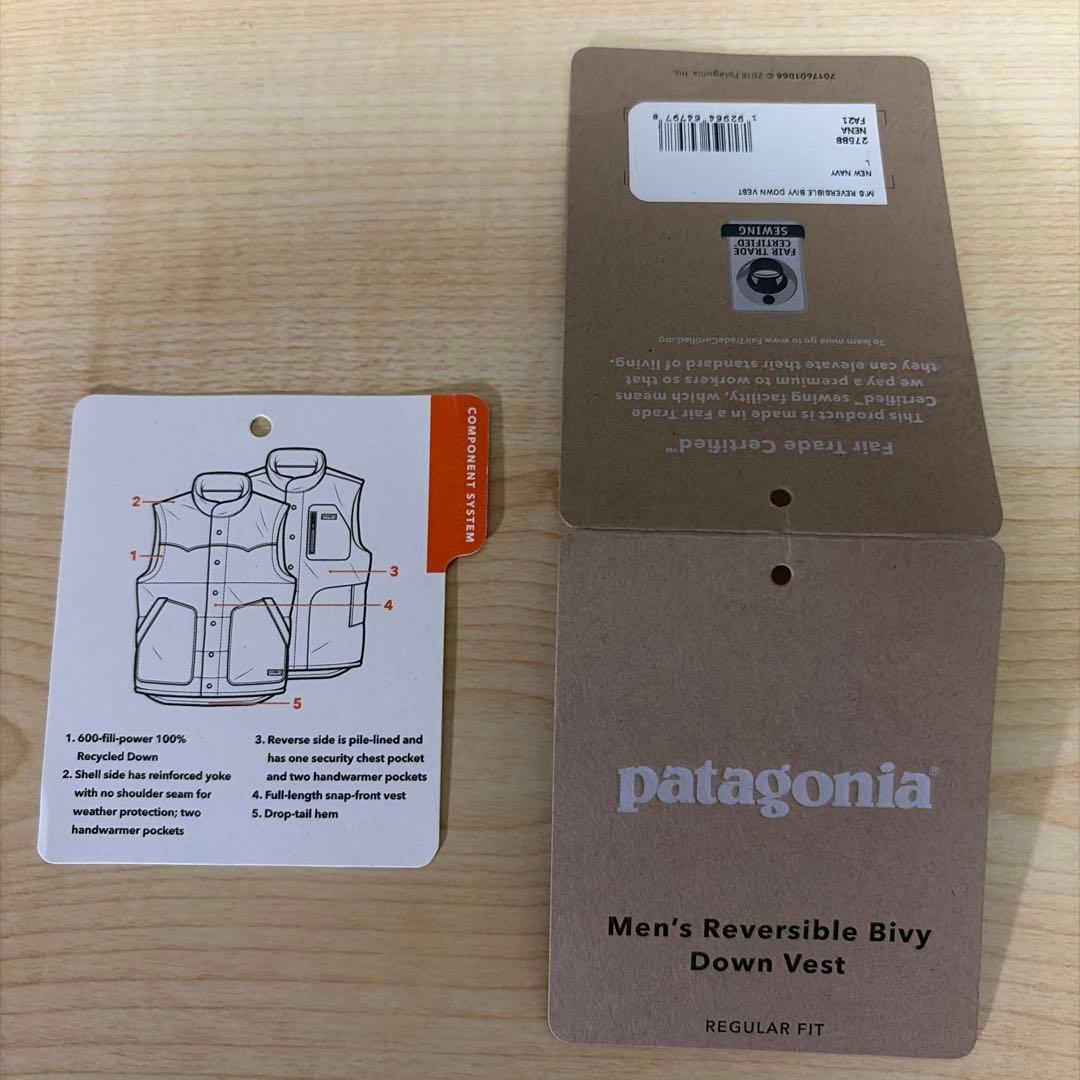 COMPONENT SYSTEM
2
1
3
4
5
1. 600-fill-power 100%
Recycled Down
2. Shell side has reinforced yoke
with no shoulder seam for
weather protection; two
handwarmer pockets
3. Reverse side is pile-lined and
has one security chest pocket
and two handwarmer pockets
4. Full-length snap-front vest
5. Drop-tail hem
Fair Trade Certified™
This product is made in a Fair Trade
Certified™ sewing facility, which means
we pay a premium to workers so that
they can elevate their standard of living.
To learn more go to www.FairTradeCertified.org
FAIR TRADE
CERTIFIED
SEWING
M'S REVERSIBLE BIVY DOWN VEST
NEW NAVY
L
27588
NENA
FA21
1 92964 64797 8
7017601066 © 2018 Patagonia, Inc.
patagonia®
Men's Reversible Bivy
Down Vest
REGULAR FIT